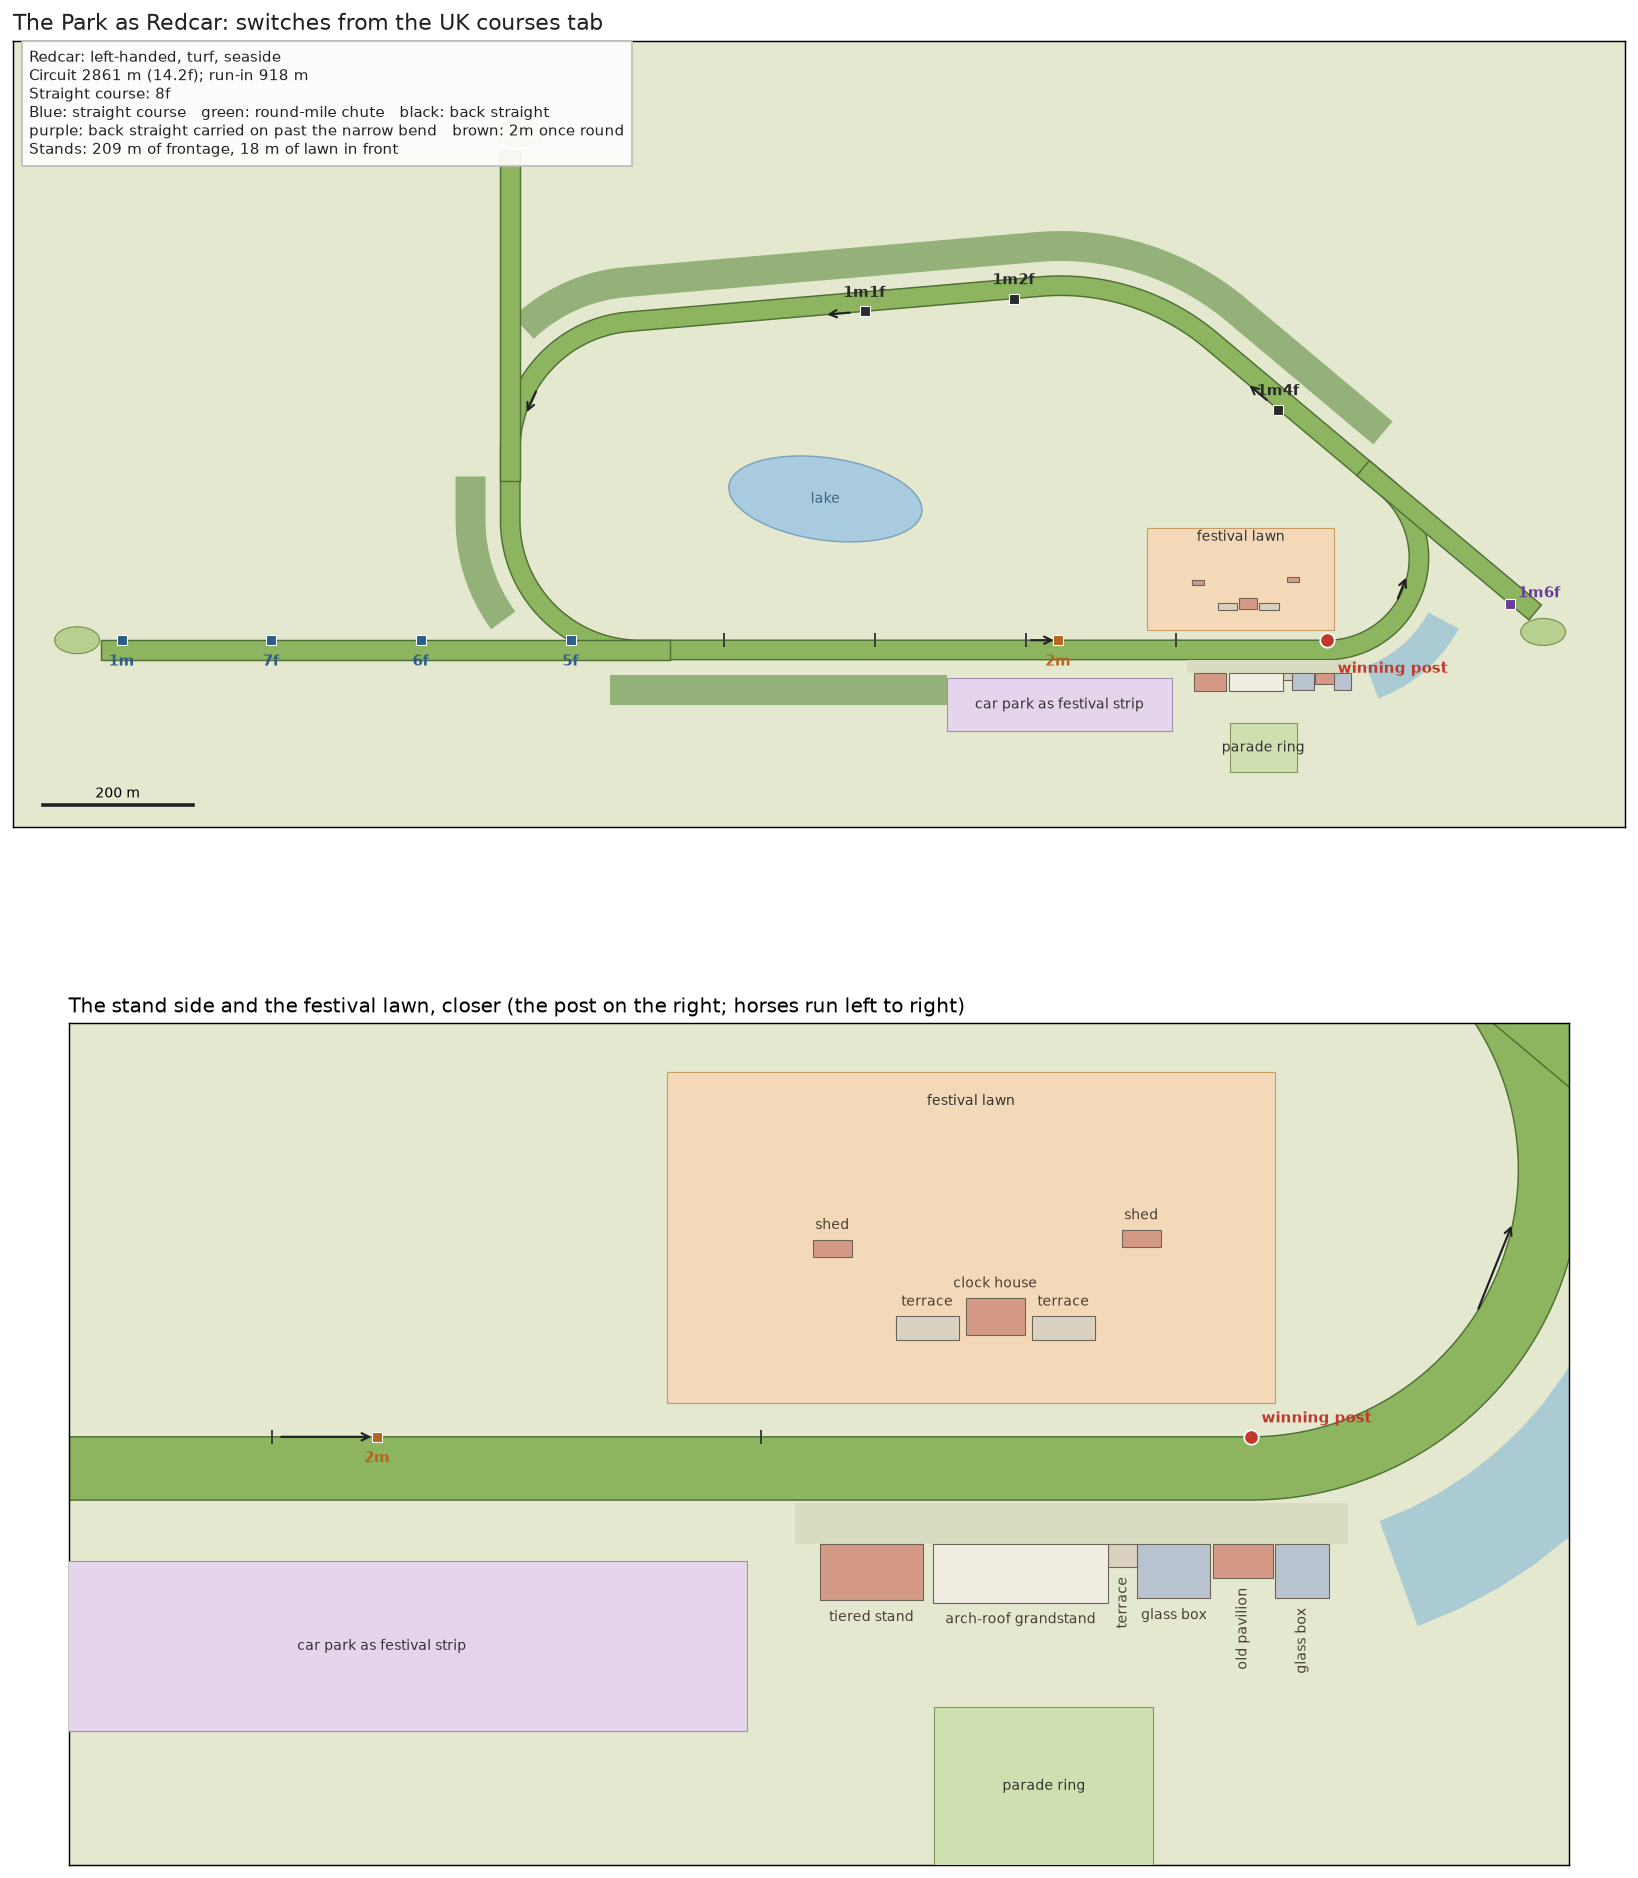 The Park as Redcar: switches from the UK courses tab
Redcar: left-handed, turf, seaside
Circuit 2861 m (14.2f); run-in 918 m
Straight course: 8f
Blue: straight course   green: round-mile chute   black: back straight
purple: back straight carried on past the narrow bend   brown: 2m once round
Stands: 209 m of frontage, 18 m of lawn in front
1m2f
1m1f
1m4f
lake
festival lawn
1m6f
1m
7f
6f
5f
2m
winning post
car park as festival strip
parade ring
200 m
The stand side and the festival lawn, closer (the post on the right; horses run left to right)
festival lawn
shed
shed
clock house
terrace
terrace
winning post
2m
tiered stand
arch-roof grandstand
terrace
glass box
old pavilion
glass box
car park as festival strip
parade ring